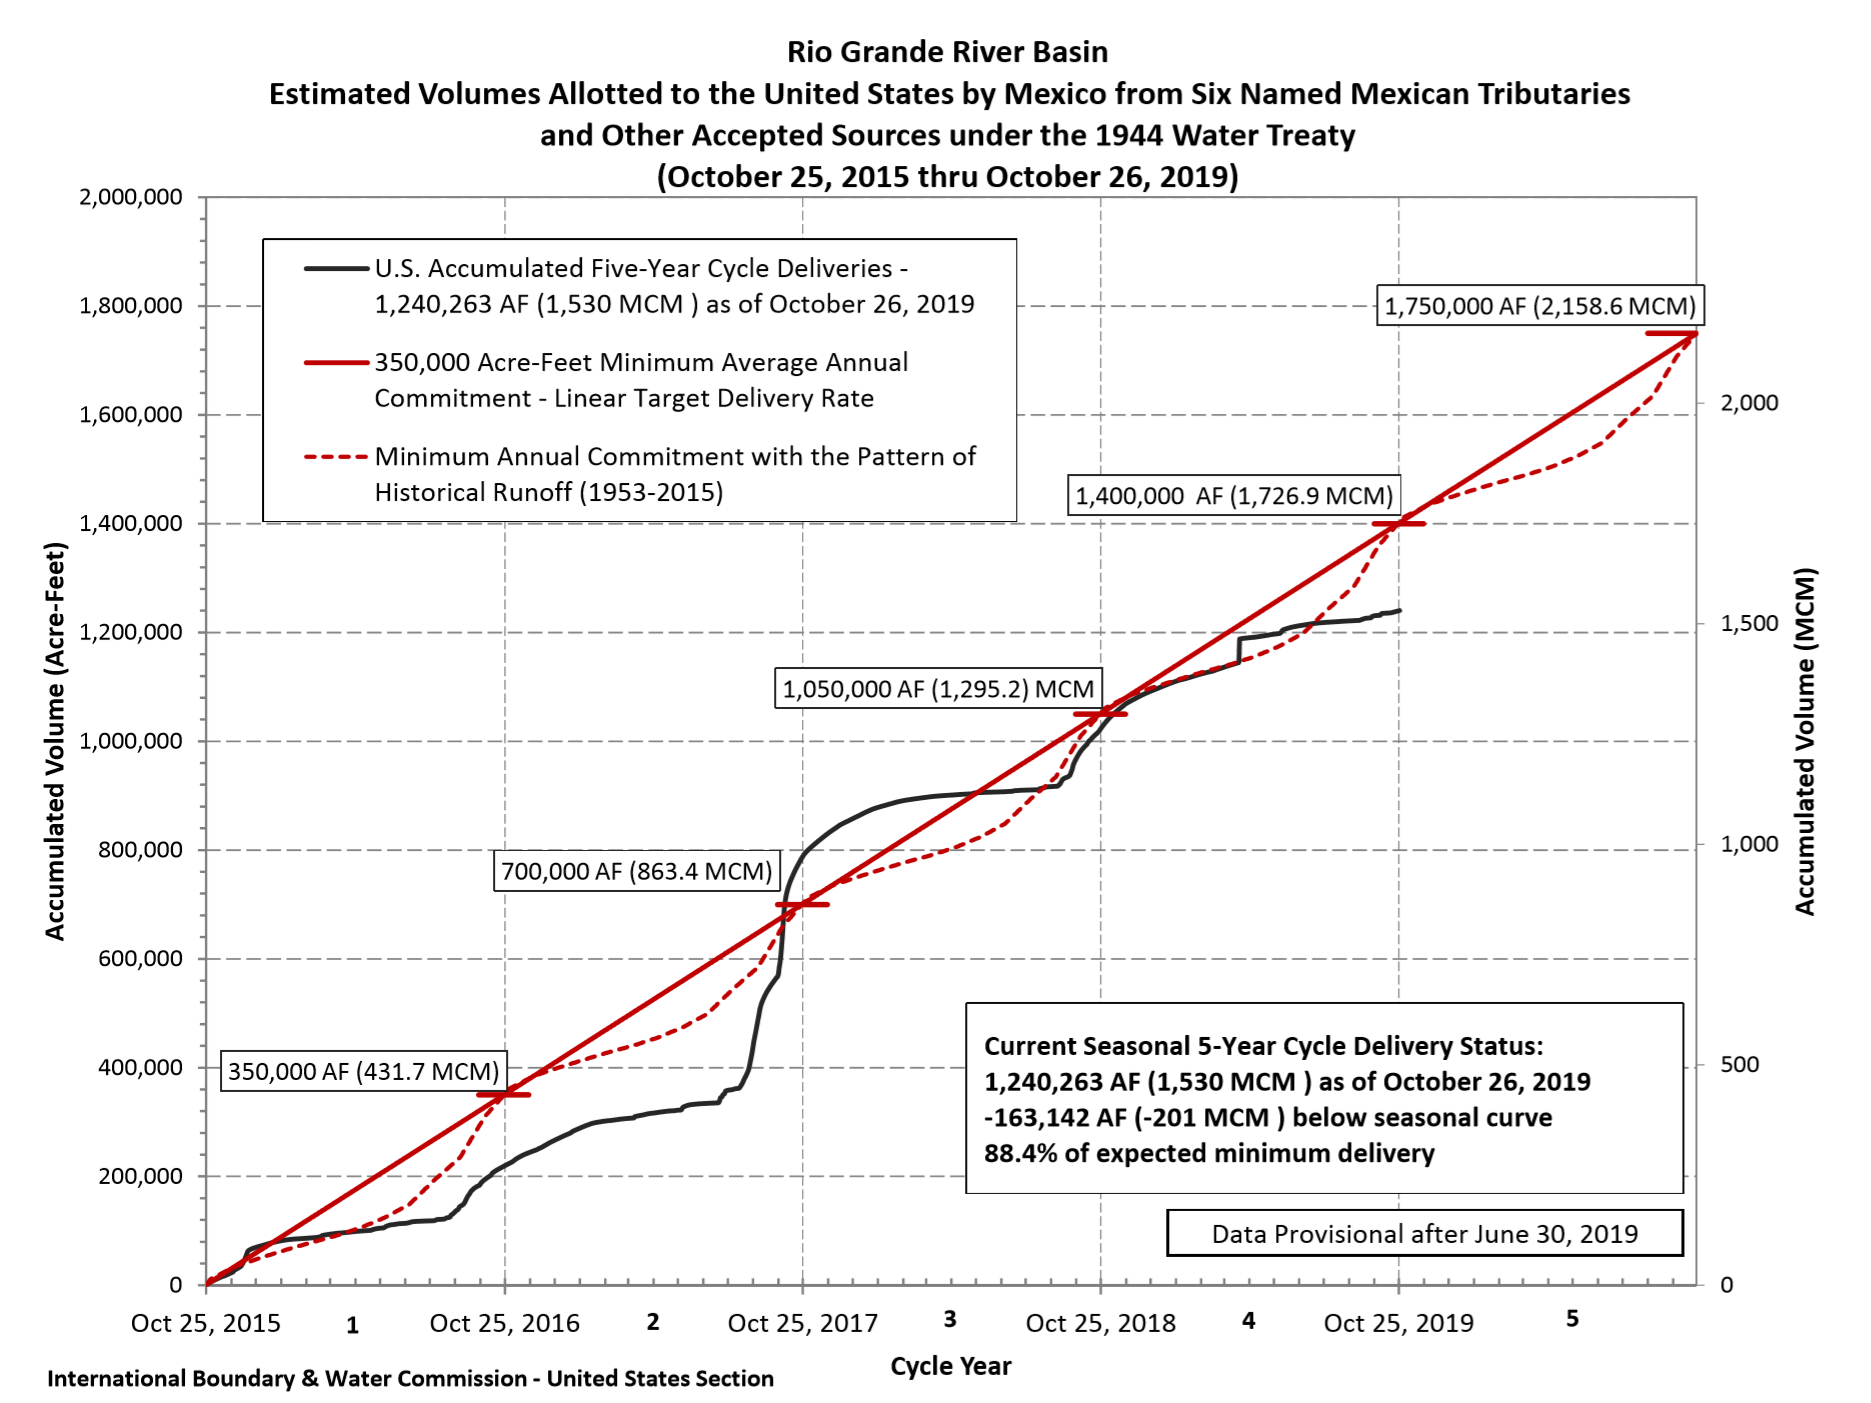 Rio Grande River Basin
Estimated Volumes Allotted to the United States by Mexico from Six Named Mexican Tributaries
and Other Accepted Sources under the 1944 Water Treaty
(October 25, 2015 thru October 26, 2019)
2,000,000
1,800,000
1,600,000
1,400,000
1,200,000
1,000,000
800,000
600,000
400,000
200,000
0
Accumulated Volume (Acre-Feet)
U.S. Accumulated Five-Year Cycle Deliveries -
1,240,263 AF (1,530 MCM ) as of October 26, 2019
350,000 Acre-Feet Minimum Average Annual
Commitment - Linear Target Delivery Rate
Minimum Annual Commitment with the Pattern of
Historical Runoff (1953-2015)
1,750,000 AF (2,158.6 MCM)
1,400,000  AF (1,726.9 MCM)
1,050,000 AF (1,295.2) MCM
700,000 AF (863.4 MCM)
350,000 AF (431.7 MCM)
2,000
1,500
1,000
500
0
Accumulated Volume (MCM)
Current Seasonal 5-Year Cycle Delivery Status:
1,240,263 AF (1,530 MCM ) as of October 26, 2019
-163,142 AF (-201 MCM ) below seasonal curve
88.4% of expected minimum delivery
Data Provisional after June 30, 2019
Oct 25, 2015 1 Oct 25, 2016 2 Oct 25, 2017 3 Oct 25, 2018 4 Oct 25, 2019 5
Cycle Year
International Boundary & Water Commission - United States Section